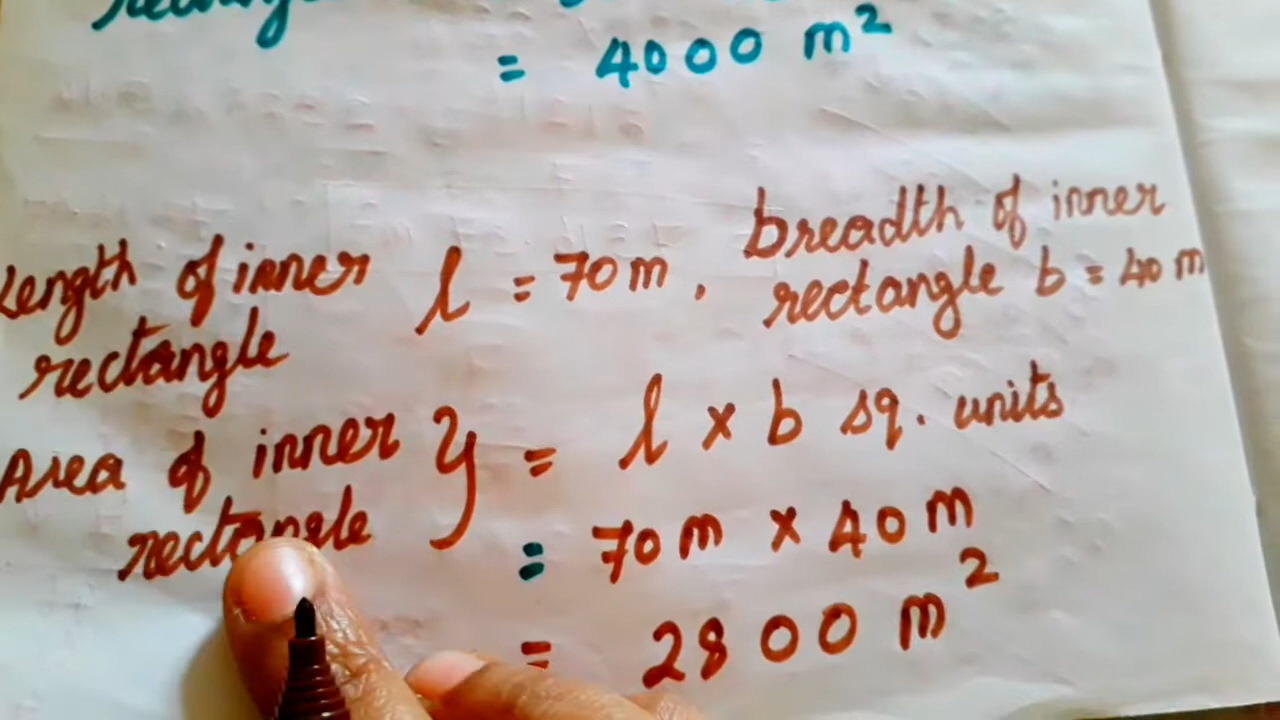 rectangle
= 4000 m²
Length of inner rectangle l = 70 m, breadth of inner rectangle b = 40 m
Area of inner rectangle } = l × b sq. units
= 70 m × 40 m
= 2800 m²